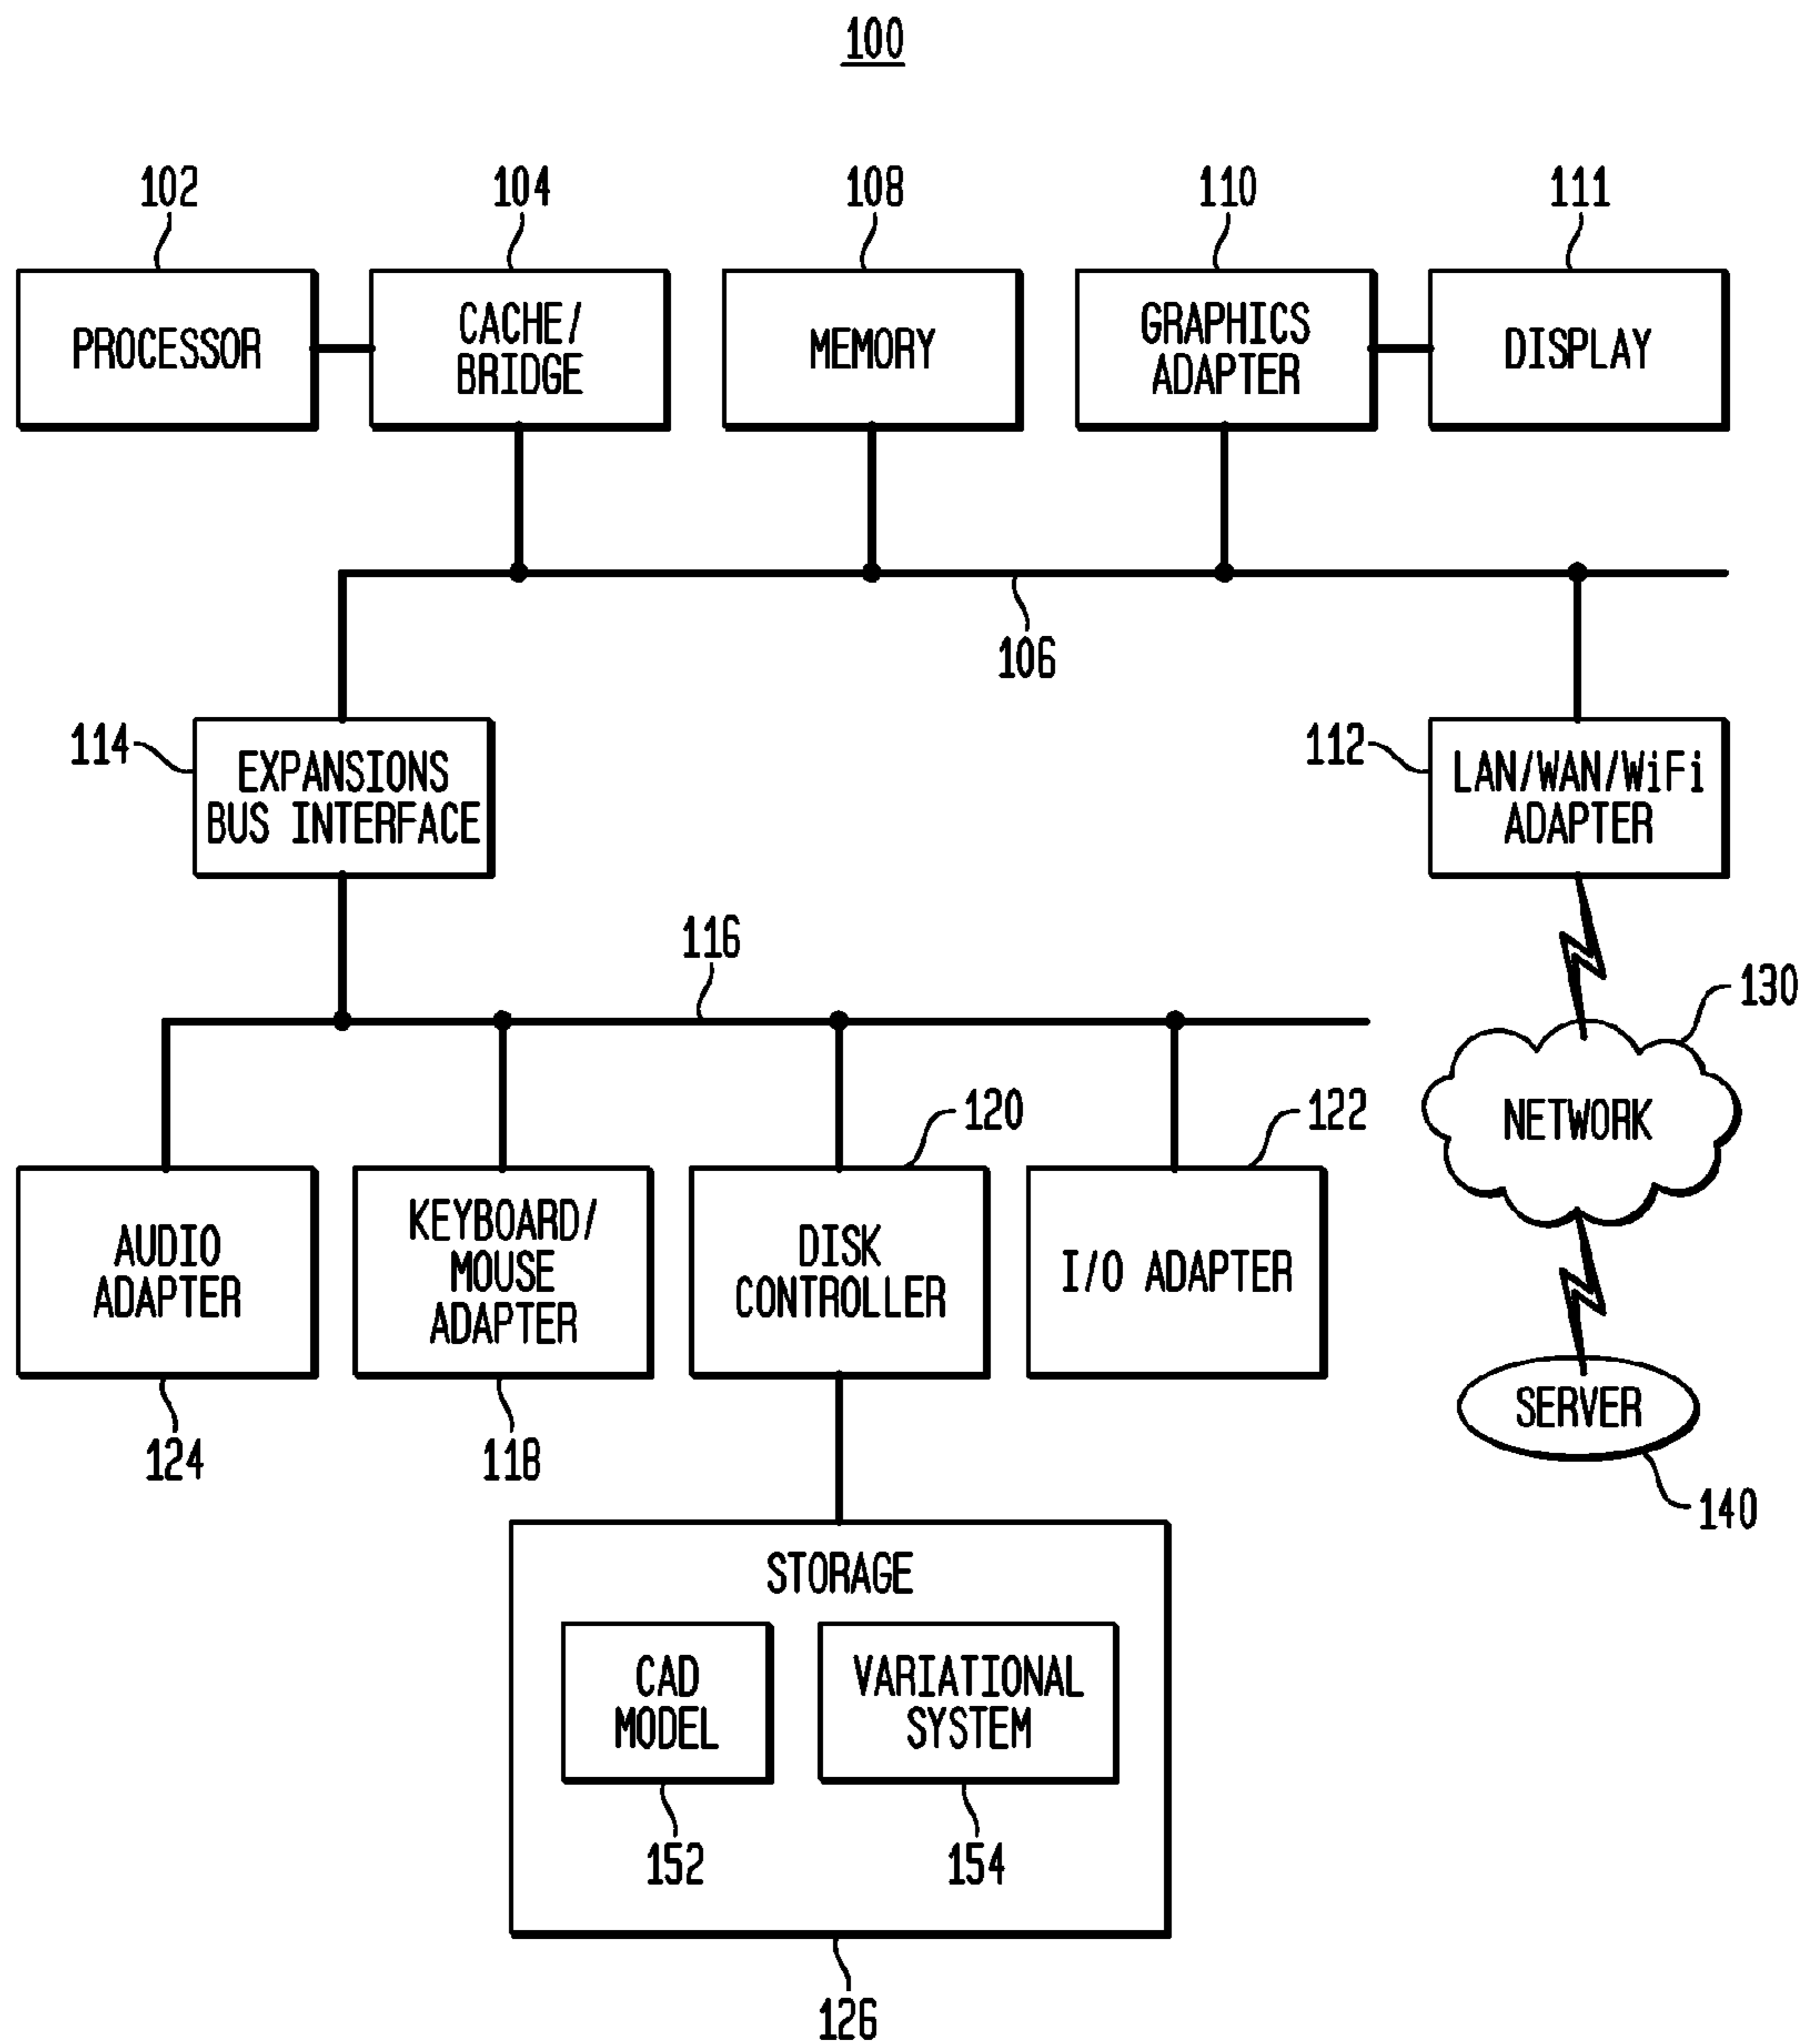 100
102
104
108
110
111
PROCESSOR
CACHE/
BRIDGE
MEMORY
GRAPHICS
ADAPTER
DISPLAY
106
114
EXPANSIONS
BUS INTERFACE
112
LAN/WAN/WiFi
ADAPTER
116
130
NETWORK
120
122
AUDIO
ADAPTER
KEYBOARD/
MOUSE
ADAPTER
DISK
CONTROLLER
I/O ADAPTER
SERVER
124
118
140
STORAGE
CAD
MODEL
VARIATIONAL
SYSTEM
152
154
126